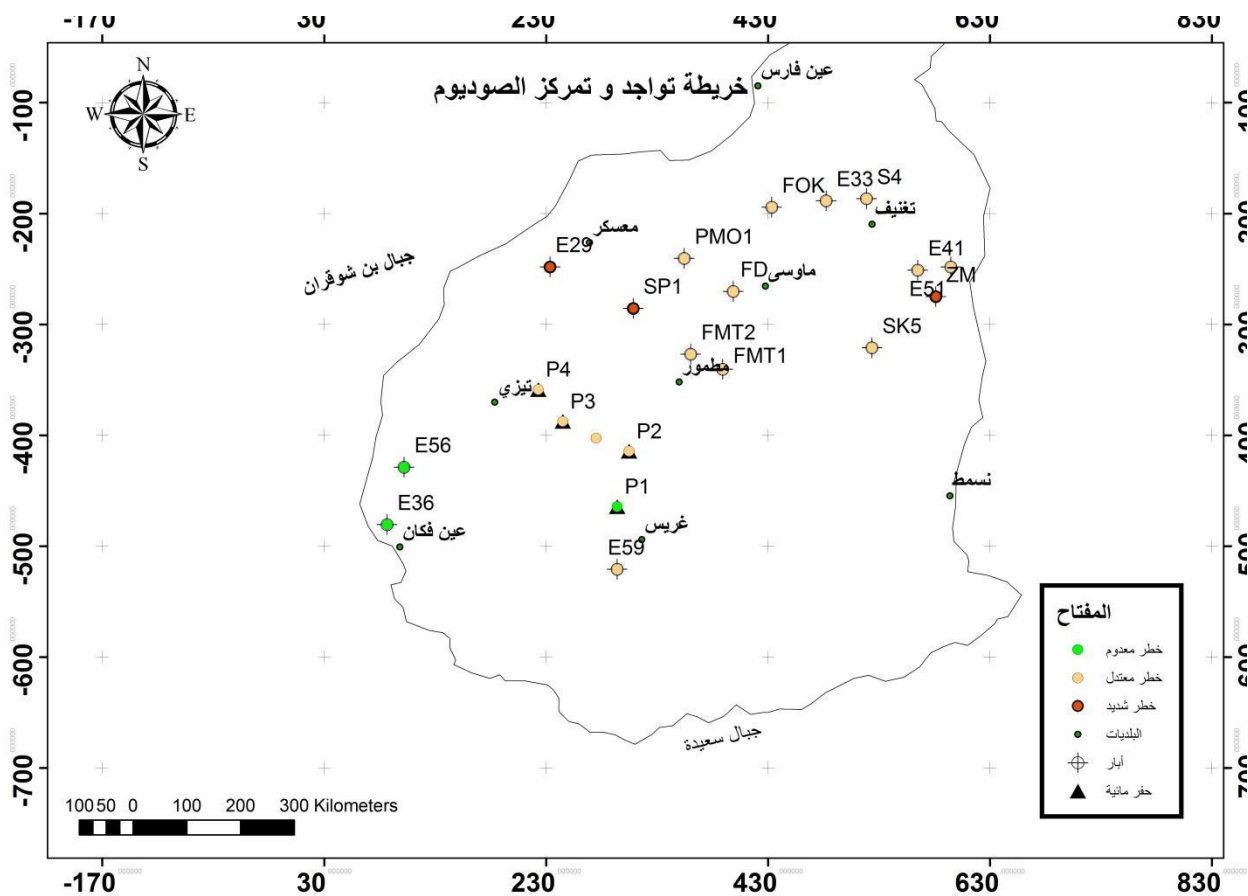 -170 30 230 430 630 830
خريطة تواجد و تمركز الصوديوم
عين فارس
N
W E
S
-100 -100
FOK E33 S4
تغنيف
-200 -200
معسكر
E29 PMO1 E41
جبال بن شوقران
FD ماوسى ZM
SP1 E51
-300 -300
FMT2 FMT1 SK5
مطمور
P4
تيزي
P3
-400 -400
P2
E56
P1
نسمط
E36
غريس
عين فكان
-500 -500
E59
المفتاح
خطر معدوم
خطر معتدل
خطر شديد
البلديات
أبار
حفر مائية
-600 -600
جبال سعيدة
-700 -700
100 50 0 100 200 300 Kilometers
-170 30 230 430 630 830